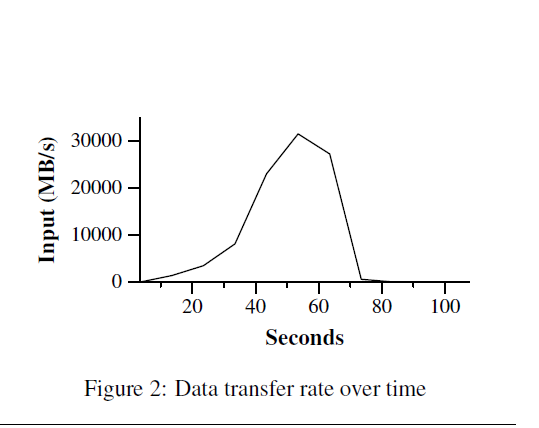 30000
20000
10000
0
Input (MB/s)
20 40 60 80 100
Seconds
Figure 2: Data transfer rate over time